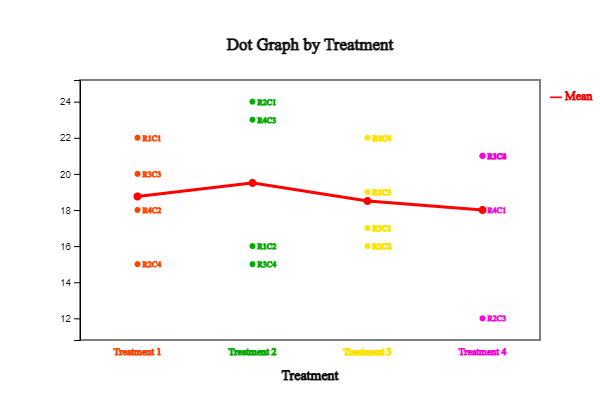 Dot Graph by Treatment
— Mean
24
22
20
18
16
14
12
R1C1
R3C3
R4C2
R2C4
R2C1
R4C3
R1C2
R3C4
R4C4
R1C3
R3C1
R2C2
R4C1
R2C3
Treatment 1
Treatment 2
Treatment 3
Treatment 4
Treatment